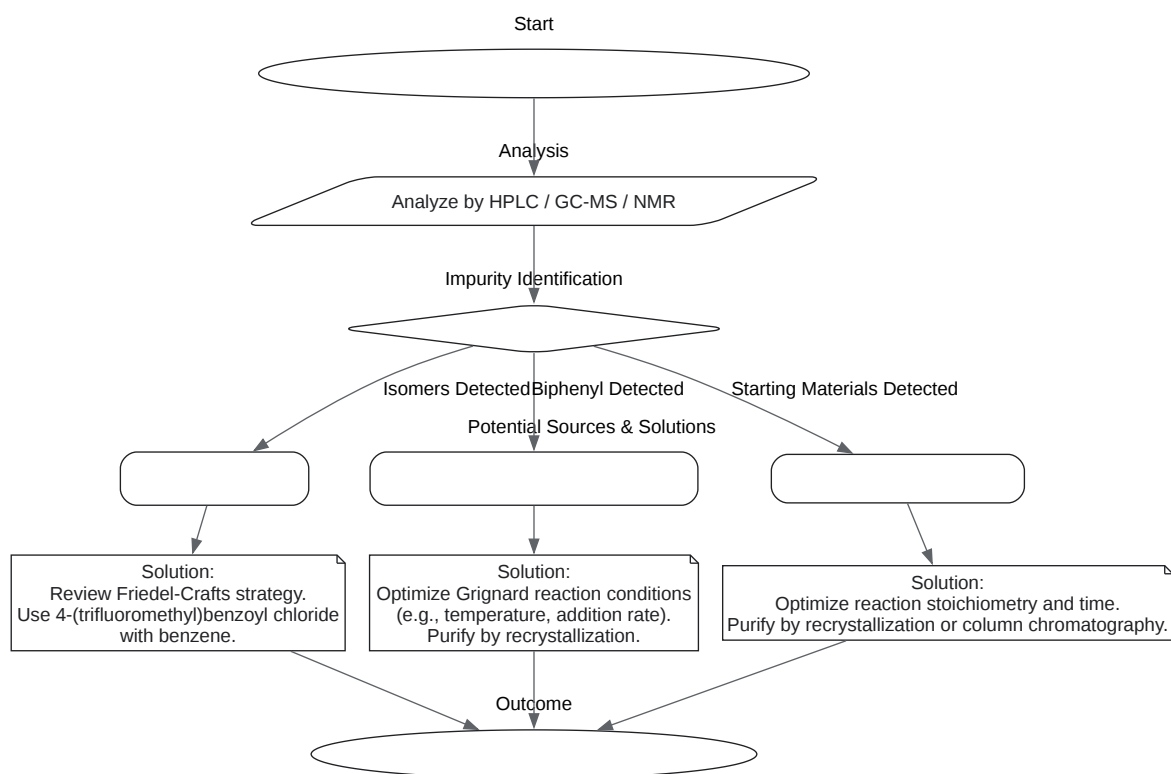 Start
Analysis
Analyze by HPLC / GC-MS / NMR
Impurity Identification
Isomers Detected
Biphenyl Detected
Starting Materials Detected
Potential Sources & Solutions
Solution:
Review Friedel-Crafts strategy.
Use 4-(trifluoromethyl)benzoyl chloride
with benzene.
Solution:
Optimize Grignard reaction conditions
(e.g., temperature, addition rate).
Purify by recrystallization.
Solution:
Optimize reaction stoichiometry and time.
Purify by recrystallization or column chromatography.
Outcome